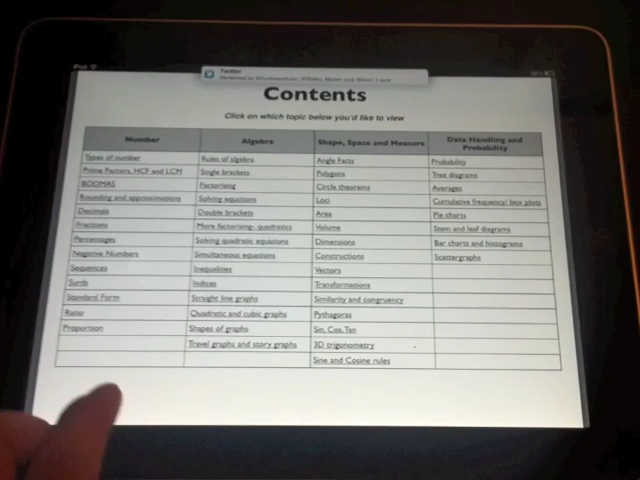 iPad
Twitter
Contents
Click on which topic below you'd like to view
Number Algebra Shape, Space and Measure Data Handling and Probability
Types of number Rules of algebra Angle Facts Probability
Prime Factors, HCF and LCM Single brackets Polygons Tree diagrams
BODMAS Factorising Circle theorems Averages
Rounding and approximations Solving equations Loci Cumulative frequency/ box plots
Decimals Double brackets Area Pie charts
Fractions More factorising- quadratics Volume Stem and leaf diagrams
Percentages Solving quadratic equations Dimensions Bar charts and histograms
Negative Numbers Simultaneous equations Constructions Scattergraphs
Sequences Inequalities Vectors
Surds Indices Transformations
Standard Form Straight line graphs Similarity and congruency
Ratio Quadratic and cubic graphs Pythagoras
Proportion Shapes of graphs Sin, Cos, Tan
Travel graphs and story graphs 3D trigonometry
Sine and Cosine rules